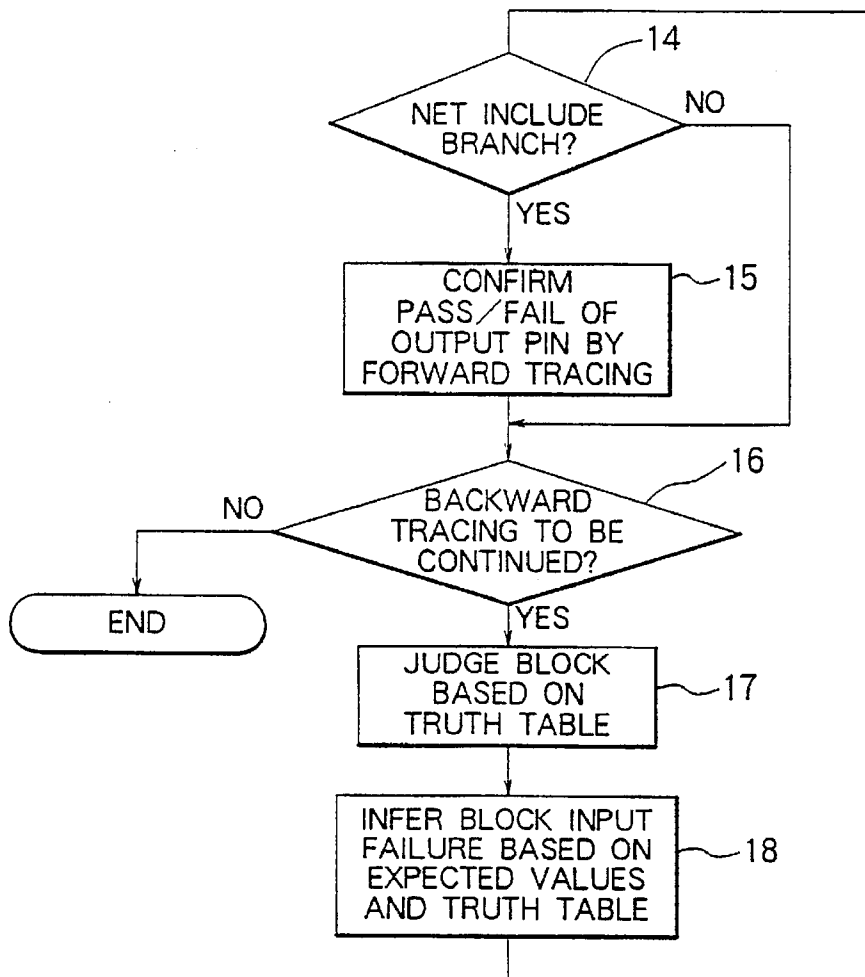 14
NET INCLUDE
BRANCH?
NO
YES
CONFIRM
PASS/FAIL OF
OUTPUT PIN BY
FORWARD TRACING
15
16
BACKWARD
TRACING TO BE
CONTINUED?
NO
END
YES
JUDGE BLOCK
BASED ON
TRUTH TABLE
17
INFER BLOCK INPUT
FAILURE BASED ON
EXPECTED VALUES
AND TRUTH TABLE
18